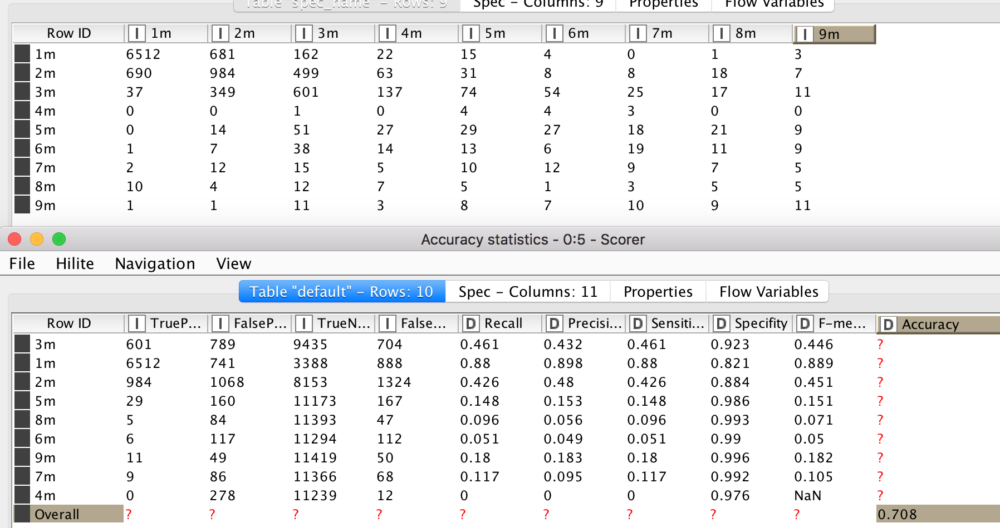 Table "spec_name" – Rows: 9 Spec – Columns: 9 Properties Flow Variables
Row ID I 1m I 2m I 3m I 4m I 5m I 6m I 7m I 8m I 9m
1m 6512 681 162 22 15 4 0 1 3
2m 690 984 499 63 31 8 8 18 7
3m 37 349 601 137 74 54 25 17 11
4m 0 0 1 0 4 4 3 0 0
5m 0 14 51 27 29 27 18 21 9
6m 1 7 38 14 13 6 19 11 9
7m 2 12 15 5 10 12 9 7 5
8m 10 4 12 7 5 1 3 5 5
9m 1 1 11 3 8 7 10 9 11
Accuracy statistics - 0:5 - Scorer
File Hilite Navigation View
Table "default" – Rows: 10 Spec – Columns: 11 Properties Flow Variables
Row ID I TrueP... I FalseP... I TrueN... I False... D Recall D Precisi... D Sensiti... D Specifity D F-me... D Accuracy
3m 601 789 9435 704 0.461 0.432 0.461 0.923 0.446 ?
1m 6512 741 3388 888 0.88 0.898 0.88 0.821 0.889 ?
2m 984 1068 8153 1324 0.426 0.48 0.426 0.884 0.451 ?
5m 29 160 11173 167 0.148 0.153 0.148 0.986 0.151 ?
8m 5 84 11393 47 0.096 0.056 0.096 0.993 0.071 ?
6m 6 117 11294 112 0.051 0.049 0.051 0.99 0.05 ?
9m 11 49 11419 50 0.18 0.183 0.18 0.996 0.182 ?
7m 9 86 11366 68 0.117 0.095 0.117 0.992 0.105 ?
4m 0 278 11239 12 0 0 0 0.976 NaN ?
Overall ? ? ? ? ? ? ? ? ? 0.708